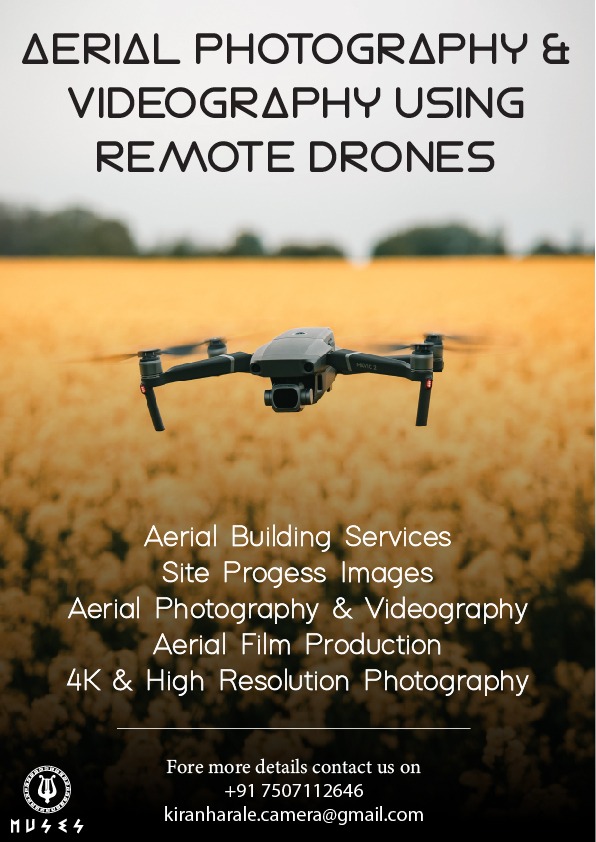 AERIAL PHOTOGRAPHY &
VIDEOGRAPHY USING
REMOTE DRONES
Aerial Building Services
Site Progess Images
Aerial Photography & Videography
Aerial Film Production
4K & High Resolution Photography
Fore more details contact us on
+91 7507112646
kiranharale.camera@gmail.com
MUSES